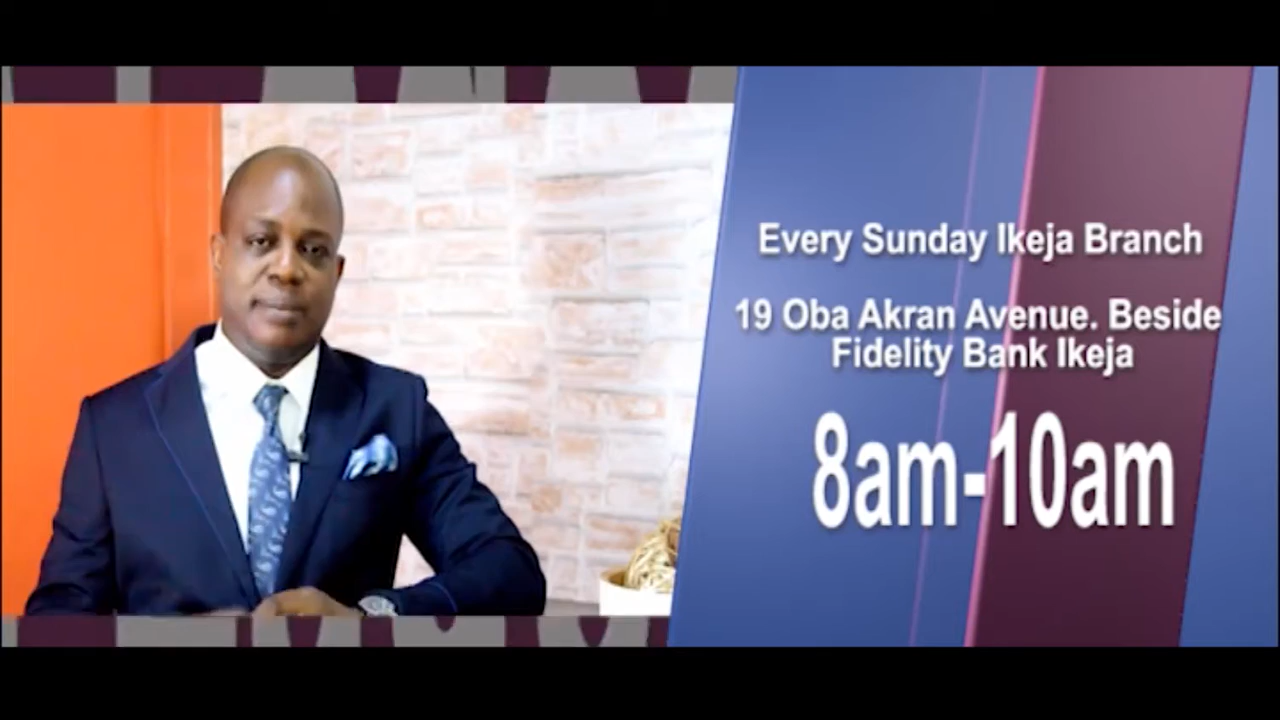 Every Sunday Ikeja Branch
19 Oba Akran Avenue. Beside
Fidelity Bank Ikeja
8am-10am